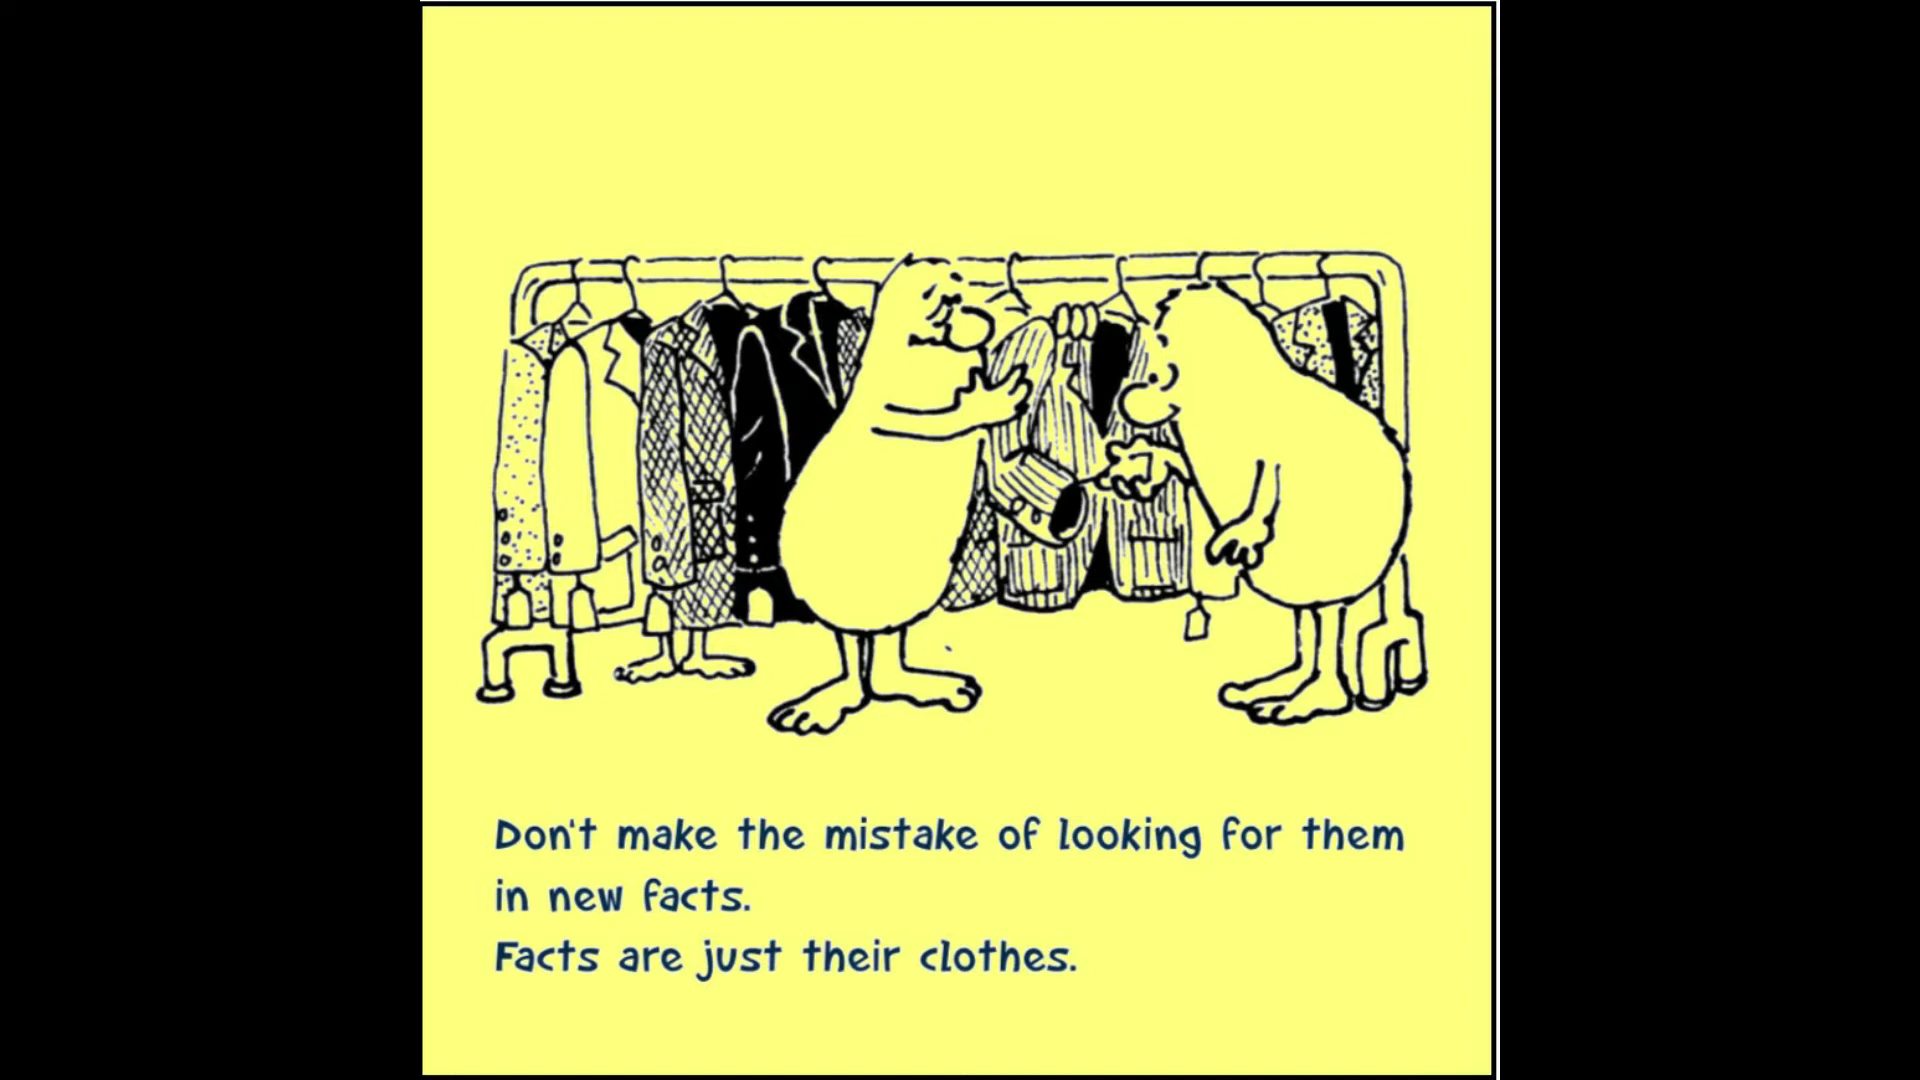 Don't make the mistake of looking for them
in new facts.
Facts are just their clothes.